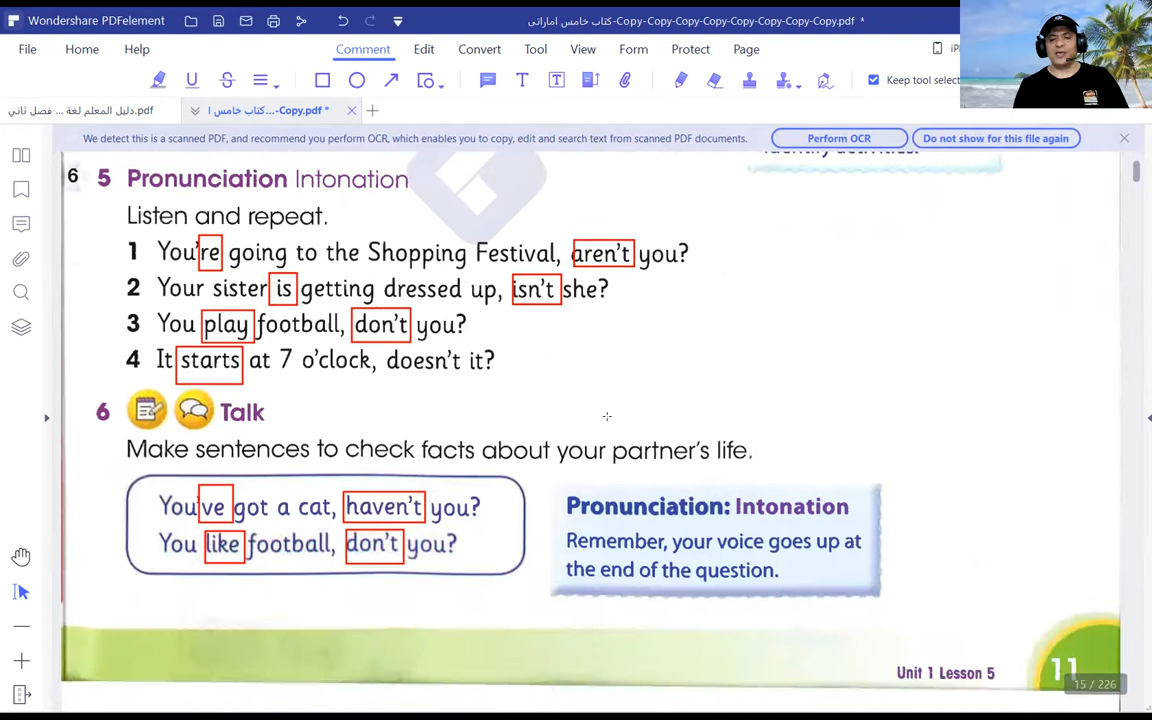 Wondershare PDFelement
كتاب خامس اماراتى-Copy-Copy-Copy-Copy-Copy-Copy-Copy.pdf *
File Home Help Comment Edit Convert Tool Organize View Form Protect Page
Keep tool selec
دليل المعلم لغة ... فصل ثاني.pdf
كتاب خامس ا...-Copy.pdf *
We detect this is a scanned PDF, and recommend you perform OCR, which enables you to copy, edit and search text from scanned PDF documents.
Perform OCR
Do not show for this file again
6
5 Pronunciation Intonation
Listen and repeat.
1 You're going to the Shopping Festival, aren't you?
2 Your sister is getting dressed up, isn't she?
3 You play football, don't you?
4 It starts at 7 o'clock, doesn't it?
6 Talk
Make sentences to check facts about your partner's life.
You've got a cat, haven't you?
You like football, don't you?
Pronunciation: Intonation
Remember, your voice goes up at
the end of the question.
Unit 1 Lesson 5
11
15 / 226